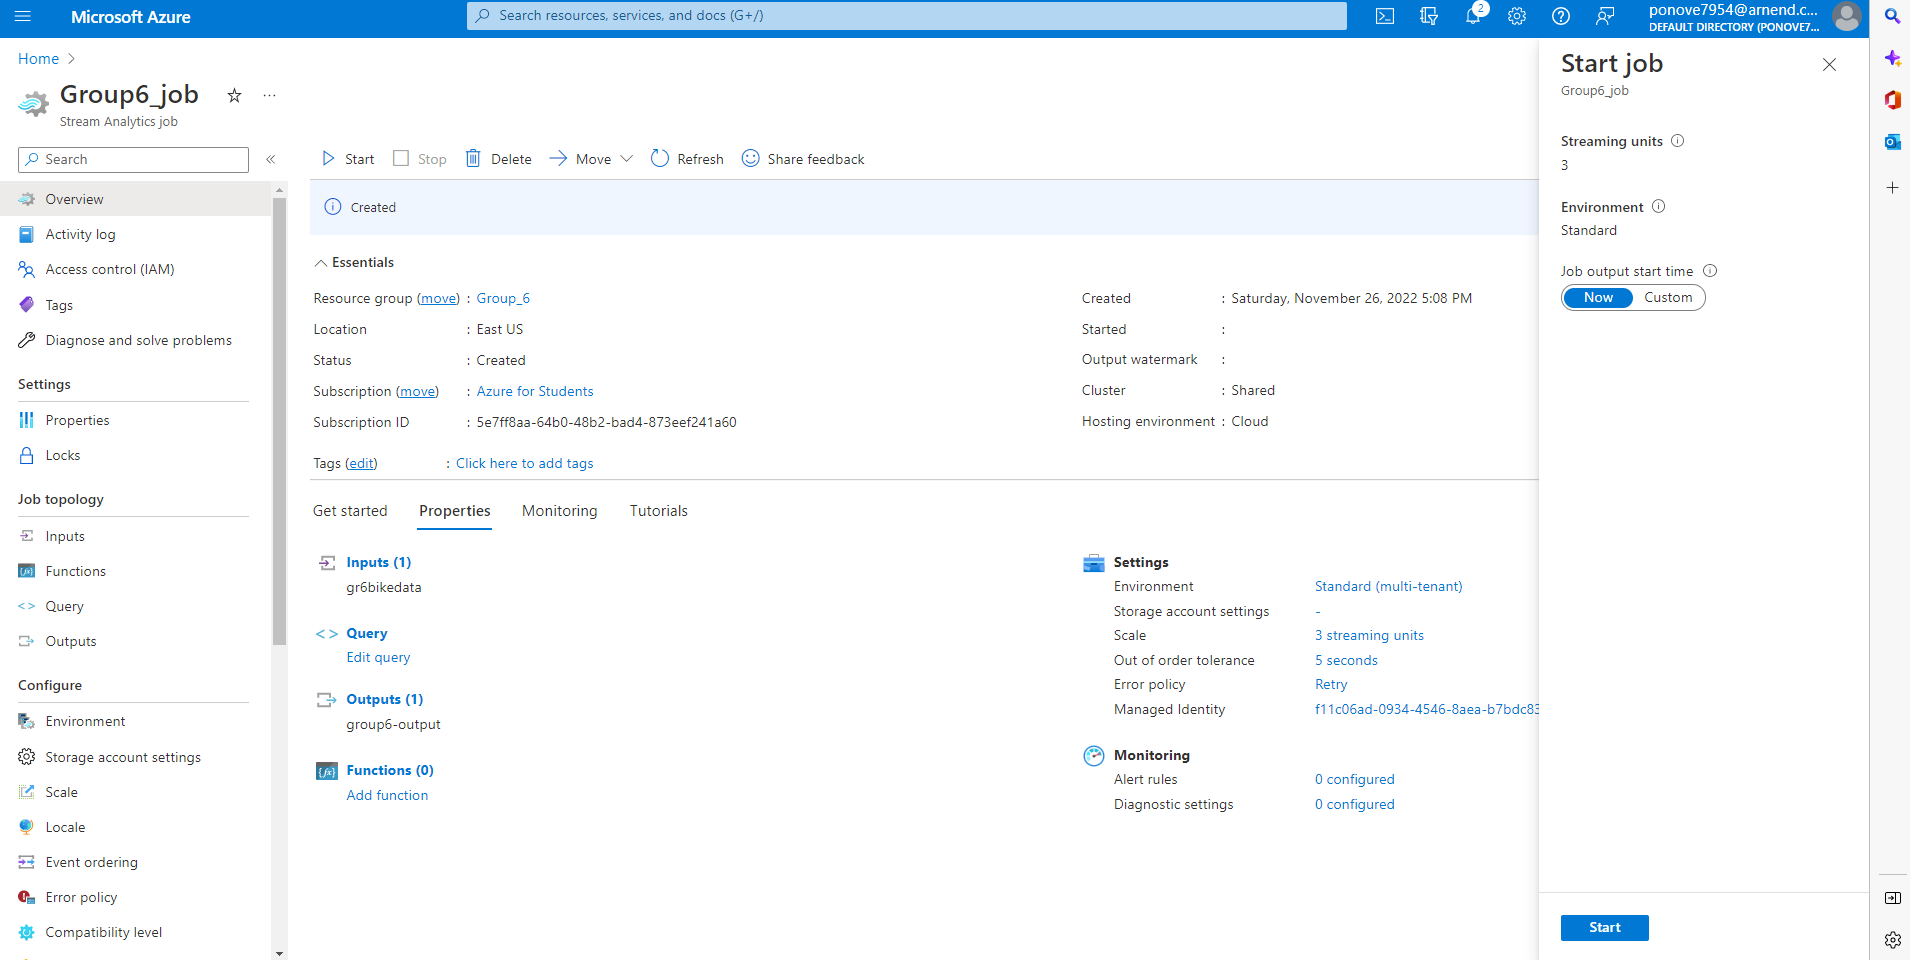 Microsoft Azure
Search resources, services, and docs (G+/)
2
ponove7954@arnend.c...
DEFAULT DIRECTORY (PONOVE7...
Home
Group6_job
...
Stream Analytics job
Search
«
Overview
Activity log
Access control (IAM)
Tags
Diagnose and solve problems
Settings
Properties
Locks
Job topology
Inputs
Functions
Query
Outputs
Configure
Environment
Storage account settings
Scale
Locale
Event ordering
Error policy
Compatibility level
Start Stop Delete Move Refresh Share feedback
Created
Essentials
Resource group (move) : Group_6
Location : East US
Status : Created
Subscription (move) : Azure for Students
Subscription ID : 5e7ff8aa-64b0-48b2-bad4-873eef241a60
Tags (edit) : Click here to add tags
Created : Saturday, November 26, 2022 5:08 PM
Started :
Output watermark :
Cluster : Shared
Hosting environment : Cloud
Get started Properties Monitoring Tutorials
Inputs (1)
gr6bikedata
Query
Edit query
Outputs (1)
group6-output
Functions (0)
Add function
Settings
Environment Standard (multi-tenant)
Storage account settings -
Scale 3 streaming units
Out of order tolerance 5 seconds
Error policy Retry
Managed Identity f11c06ad-0934-4546-8aea-b7bdc83
Monitoring
Alert rules 0 configured
Diagnostic settings 0 configured
Start job
Group6_job
Streaming units
3
Environment
Standard
Job output start time
Now Custom
Start